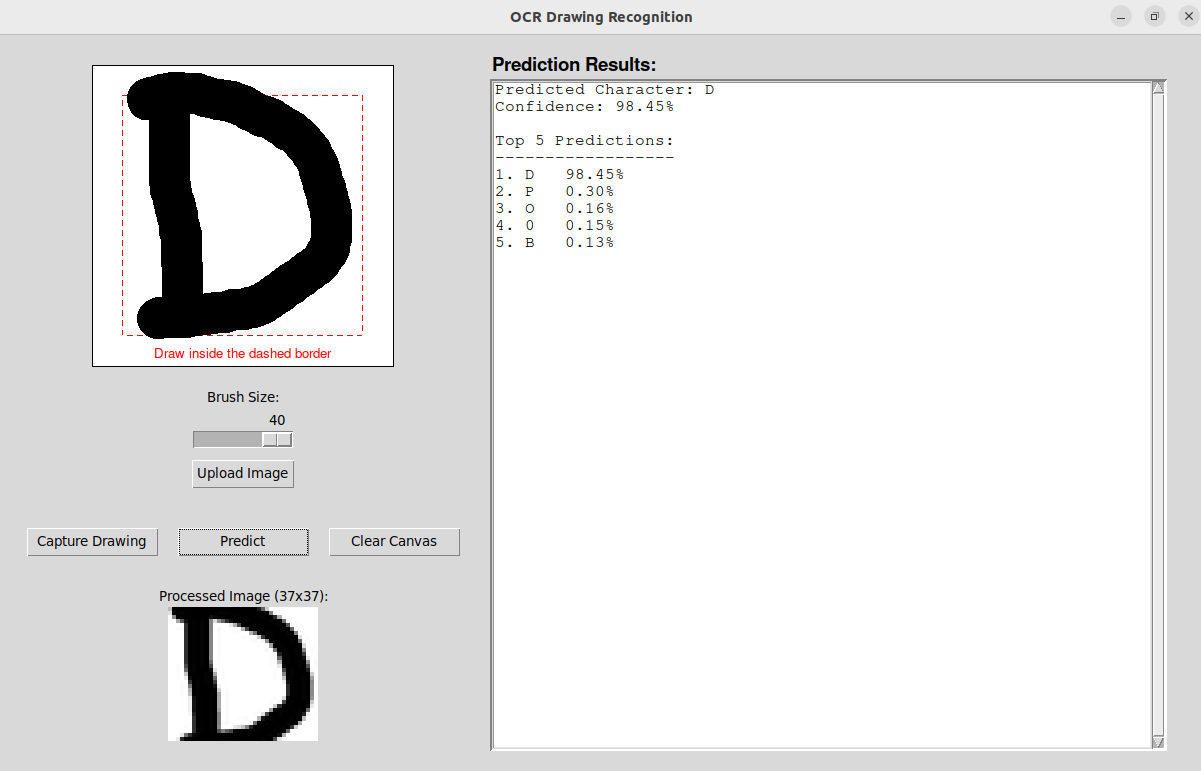 OCR Drawing Recognition
D
Draw inside the dashed border
Brush Size:
40
Upload Image
Capture Drawing Predict Clear Canvas
Processed Image (37x37):
D
Prediction Results:
Predicted Character: D
Confidence: 98.45%
Top 5 Predictions:
------------------
1. D 98.45%
2. P 0.30%
3. O 0.16%
4. 0 0.15%
5. B 0.13%